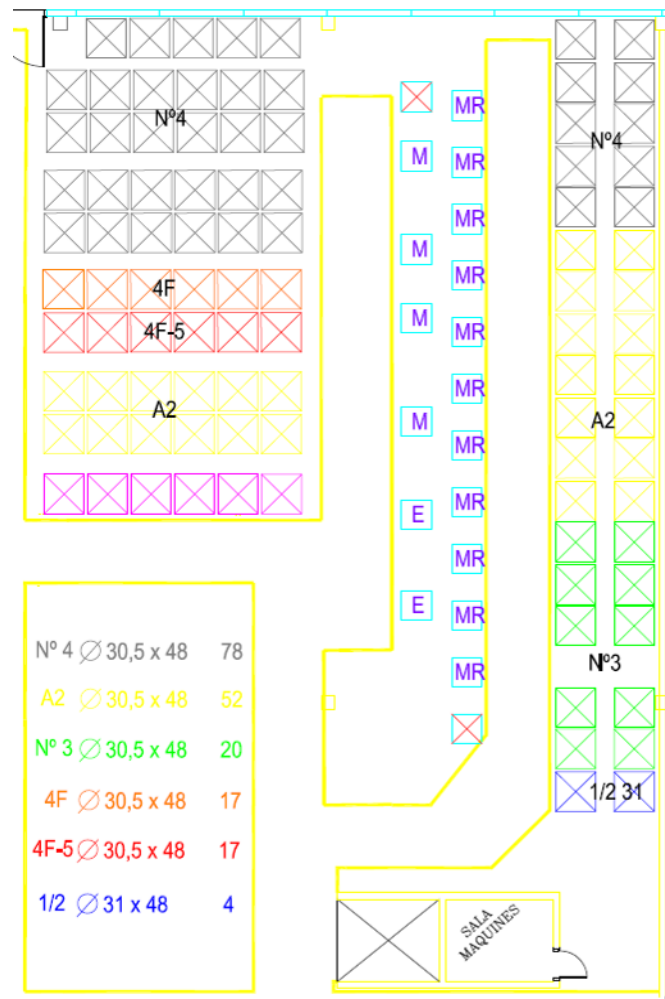 Nº4
4F
4F-5
A2
M
M
M
M
E
E
MR
MR
MR
MR
MR
MR
MR
MR
MR
MR
MR
Nº4
A2
Nº3
1/2 31
Nº 4 ∅ 30,5 x 48 78
A2 ∅ 30,5 x 48 52
Nº 3 ∅ 30,5 x 48 20
4F ∅ 30,5 x 48 17
4F-5 ∅ 30,5 x 48 17
1/2 ∅ 31 x 48 4
SALA
MAQUINES